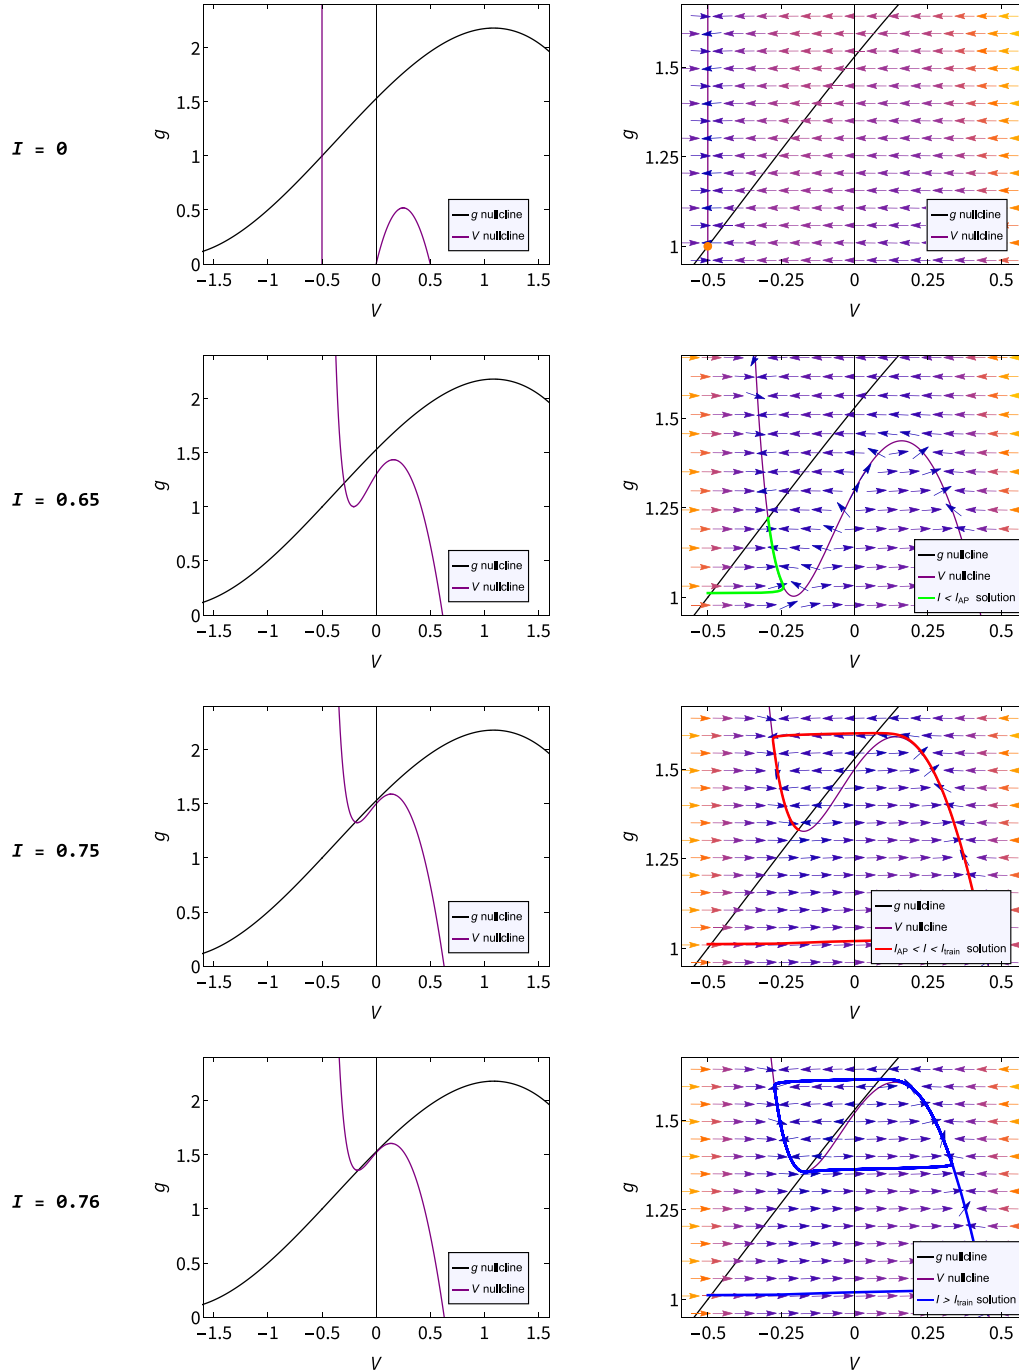 I = 0
2
1.5
1
0.5
0
−1.5 −1 −0.5 0 0.5 1 1.5
g
V
g nullcline
V nullcline
1.5
1.25
1
−0.5 −0.25 0 0.25 0.5
g
V
g nullcline
V nullcline
I = 0.65
2
1.5
1
0.5
0
−1.5 −1 −0.5 0 0.5 1 1.5
g
V
g nullcline
V nullcline
1.5
1.25
1
−0.5 −0.25 0 0.25 0.5
g
V
g nullcline
V nullcline
I < I_AP solution
I = 0.75
2
1.5
1
0.5
0
−1.5 −1 −0.5 0 0.5 1 1.5
g
V
g nullcline
V nullcline
1.5
1.25
1
−0.5 −0.25 0 0.25 0.5
g
V
g nullcline
V nullcline
I_AP < I < I_train solution
I = 0.76
2
1.5
1
0.5
0
−1.5 −1 −0.5 0 0.5 1 1.5
g
V
g nullcline
V nullcline
1.5
1.25
1
−0.5 −0.25 0 0.25 0.5
g
V
g nullcline
V nullcline
I > I_train solution